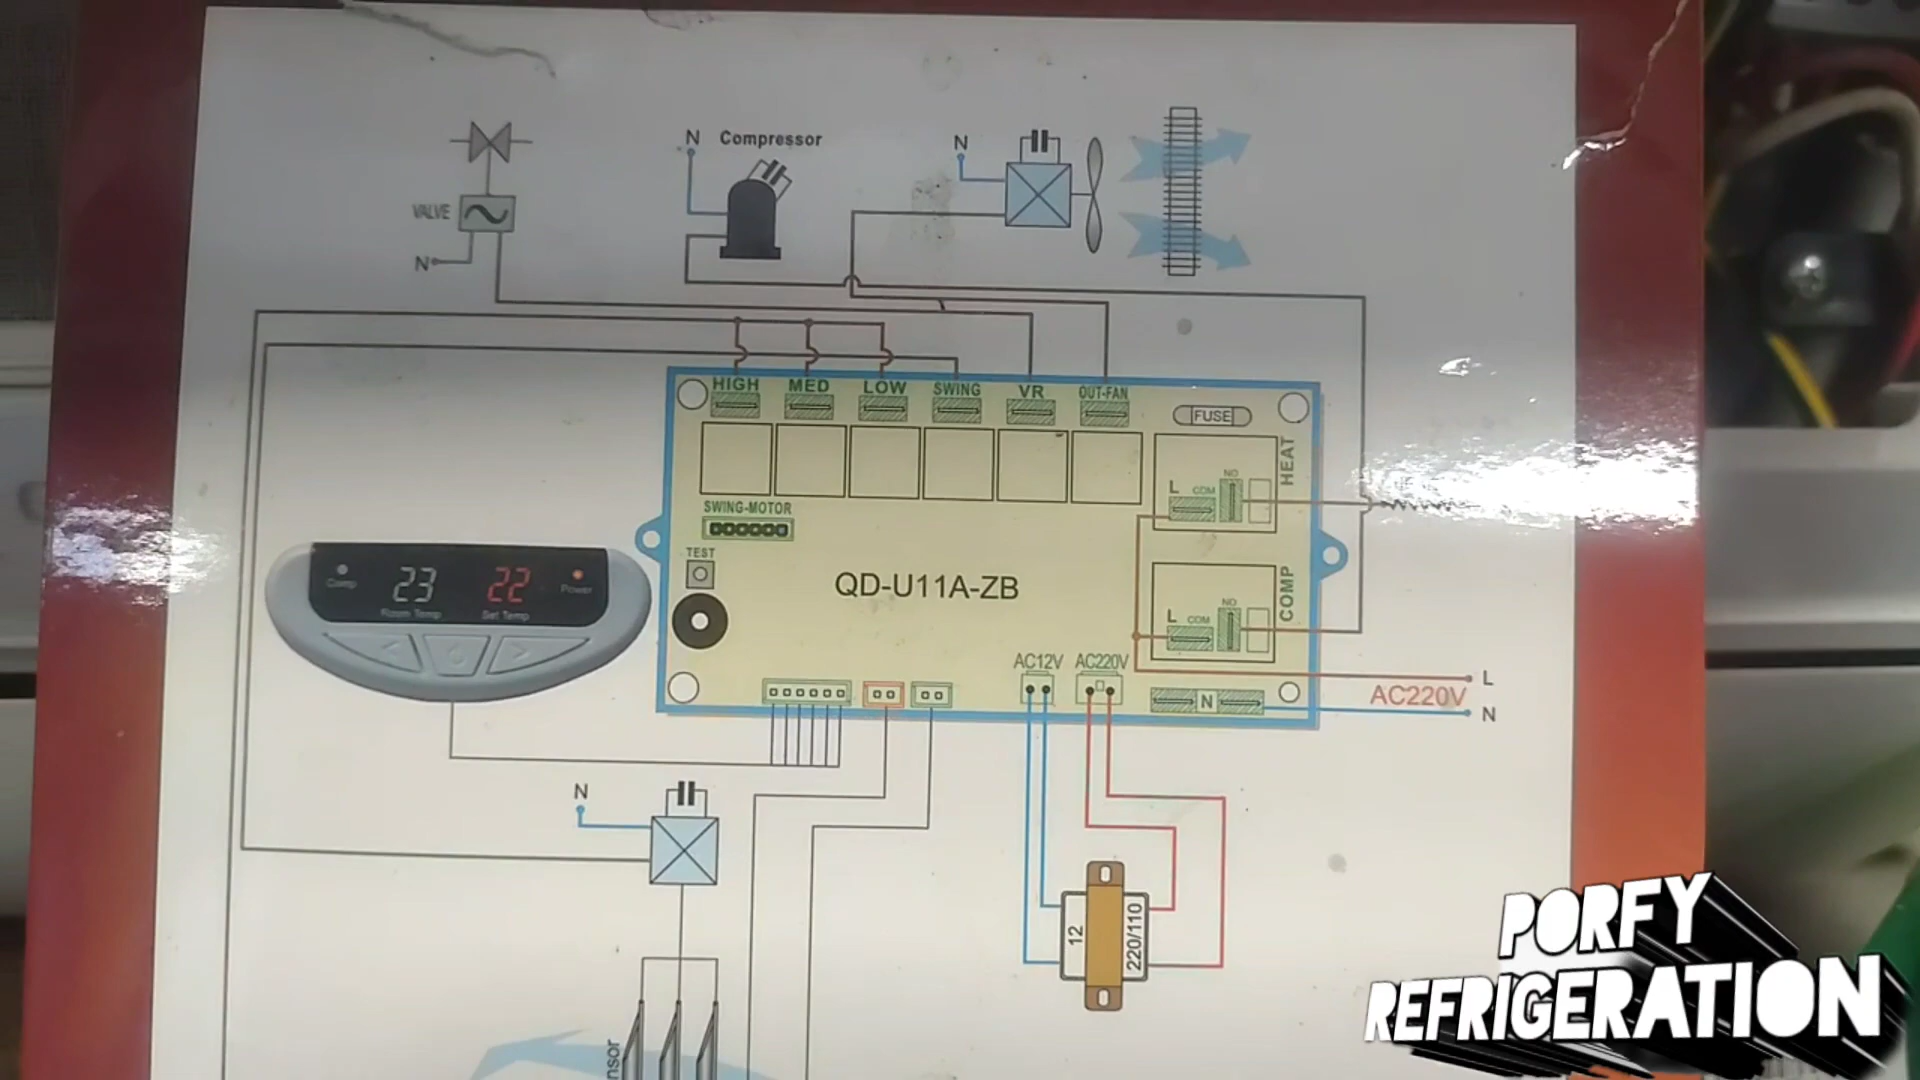 N
Compressor
N
VALVE
N
HIGH
MED
LOW
SWING
VR
OUT-FAN
FUSE
HEAT
NO
L
COM
SWING-MOTOR
TEST
QD-U11A-ZB
COMP
NO
L
COM
Comp
23
22
Power
Room Temp
Set Temp
AC12V
AC220V
L
N
AC220V
N
N
12
220/110
nsor
PORFY
REFRIGERATION